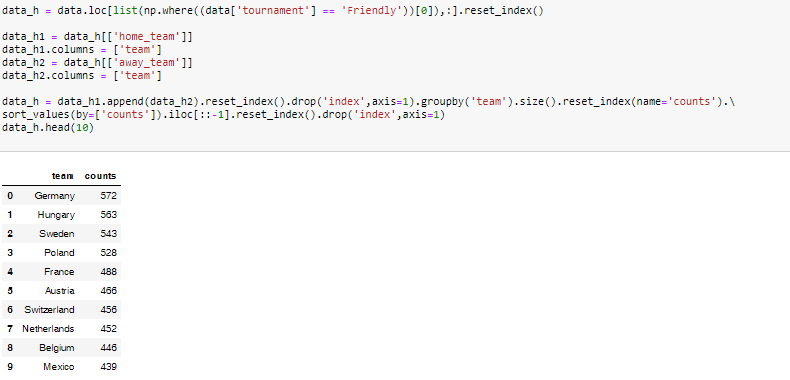 data_h = data.loc[list(np.where((data['tournament'] == 'Friendly'))[0]),:].reset_index()
data_h1 = data_h[['home_team']]
data_h1.columns = ['team']
data_h2 = data_h[['away_team']]
data_h2.columns = ['team']
data_h = data_h1.append(data_h2).reset_index().drop('index',axis=1).groupby('team').size().reset_index(name='counts').\
sort_values(by=['counts']).iloc[::-1].reset_index().drop('index',axis=1)
data_h.head(10)
team counts
0 Germany 572
1 Hungary 563
2 Sweden 543
3 Poland 528
4 France 488
5 Austria 466
6 Switzerland 456
7 Netherlands 452
8 Belgium 446
9 Mexico 439